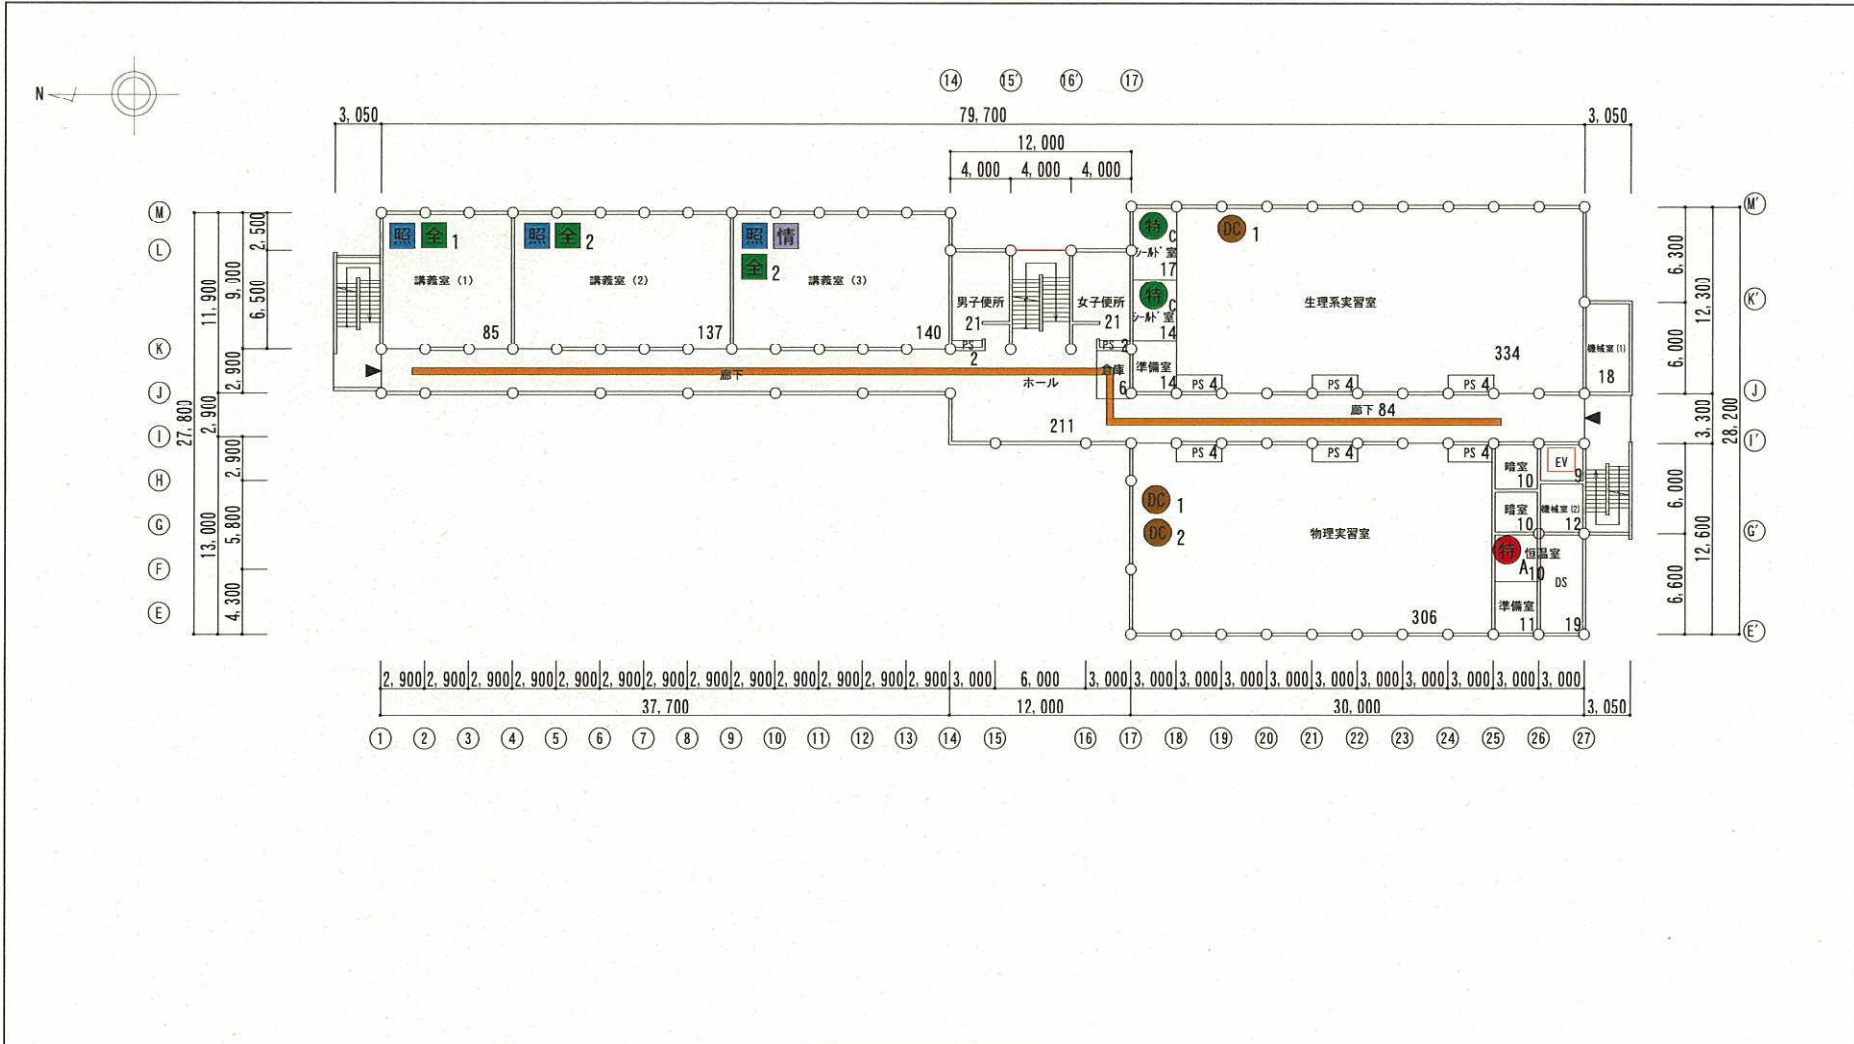 N
14 15' 16' 17
3,050 79,700 3,050
12,000
4,000 4,000 4,000
M
L
K
J
I
H
G
F
E
27,800
11,900
2,900
13,000
9,000
2,900
2,900
5,800
4,300
2,500
6,500
照 全 1
講義室(1)
85
照 全 2
講義室(2)
137
照 情
全 2
講義室(3)
140
男子便所
21
PS
2
女子便所
21
PS 2
倉庫
6
廊下
ホール
211
特 C
シールド室
17
特 C
シールド室
14
準備室
14
DC 1
生理系実習室
334
機械室(1)
18
PS 4 PS 4 PS 4
廊下 84
PS 4 PS 4 PS 4
DC 1
DC 2
物理実習室
306
暗室
10
暗室
10
EV
9
機械室(2)
12
特 A
恒温室
10
DS
19
準備室
11
M'
K'
J
I'
G'
E'
6,300
6,000
6,000
6,600
12,300
3,300
12,600
28,200
2,900 2,900 2,900 2,900 2,900 2,900 2,900 2,900 2,900 2,900 2,900 2,900 2,900 3,000 6,000 3,000 3,000 3,000 3,000 3,000 3,000 3,000 3,000 3,000 3,000 3,000
37,700 12,000 30,000 3,050
1 2 3 4 5 6 7 8 9 10 11 12 13 14 15 16 17 18 19 20 21 22 23 24 25 26 27